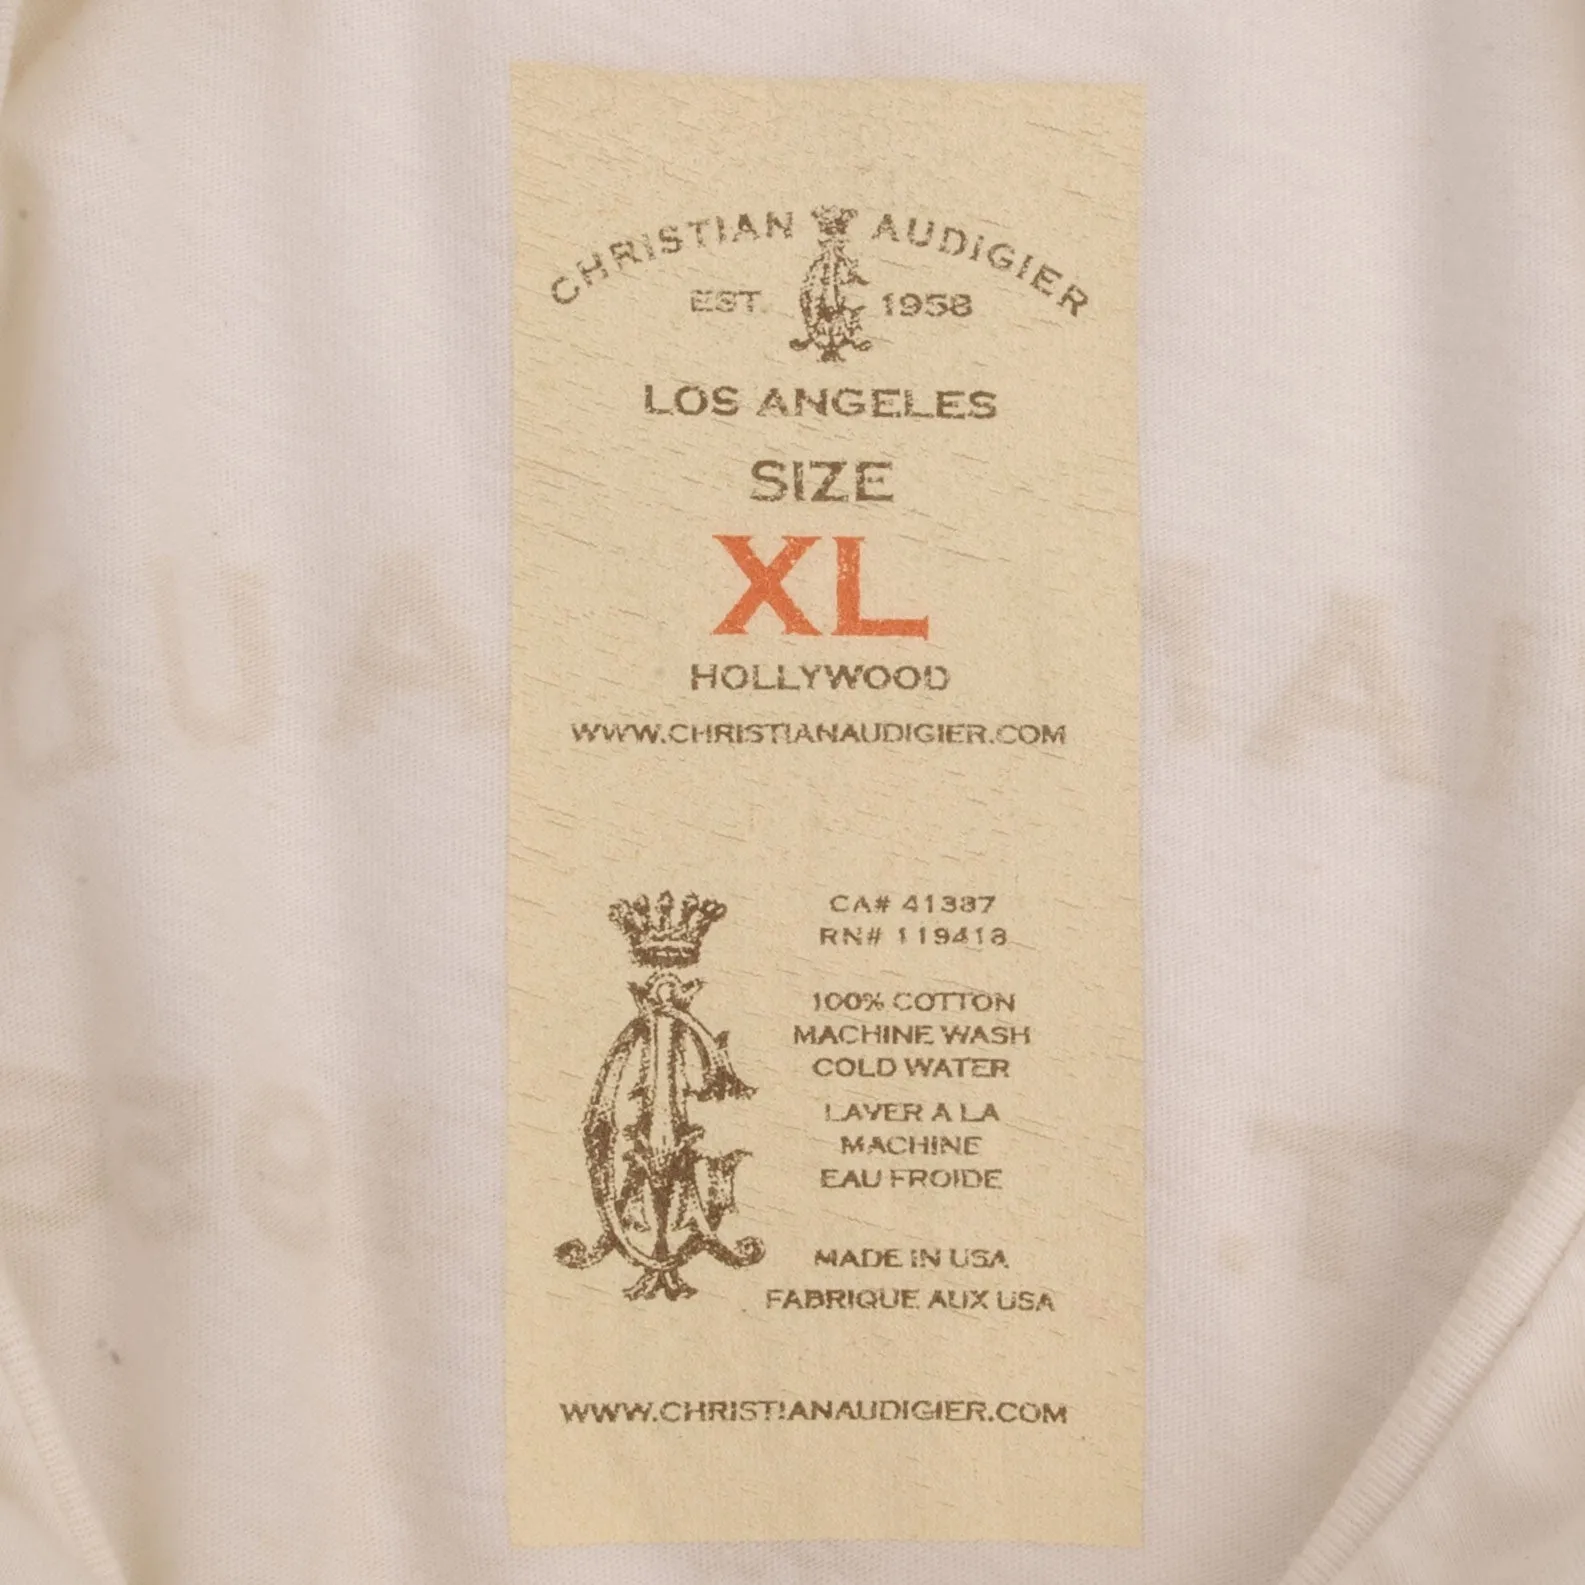 CHRISTIAN AUDIGIER
EST. 1958
LOS ANGELES
SIZE
XL
HOLLYWOOD
WWW.CHRISTIANAUDIGIER.COM
CA# 41387
RN# 119418
100% COTTON
MACHINE WASH
COLD WATER
LAVER A LA
MACHINE
EAU FROIDE
MADE IN USA
FABRIQUE AUX USA
WWW.CHRISTIANAUDIGIER.COM